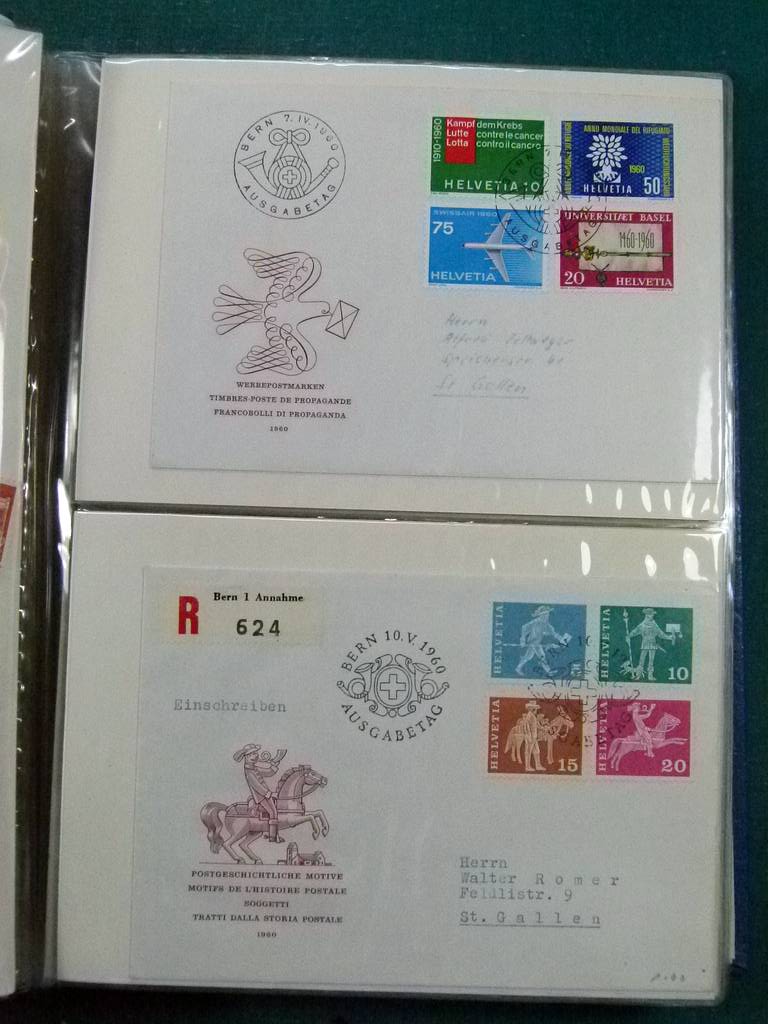 BERN 7.IV.1960
AUSGABETAG
1910-1960
Kampf dem Krebs
Lutte contre le cancer
Lotta contro il cancro
HELVETIA 10
ANNO MONDIALE DEL RIFUGIATO
1960
HELVETIA 50
SWISSAIR 1960
75
HELVETIA
UNIVERSITÆT BASEL
1460-1960
20 HELVETIA
AUSGABETAG
Herrn
St. Gallen
WERBEPOSTMARKEN
TIMBRES-POSTE DE PROPAGANDE
FRANCOBOLLI DI PROPAGANDA
1960
R
Bern 1 Annahme
624
Einschreiben
BERN 10.V.1960
AUSGABETAG
HELVETIA
5
HELVETIA
10
HELVETIA
15
HELVETIA
20
POSTGESCHICHTLICHE MOTIVE
MOTIFS DE L'HISTOIRE POSTALE
SOGGETTI
TRATTI DALLA STORIA POSTALE
1960
Herrn
Walter Romer
Feldlistr. 9
St.Gallen